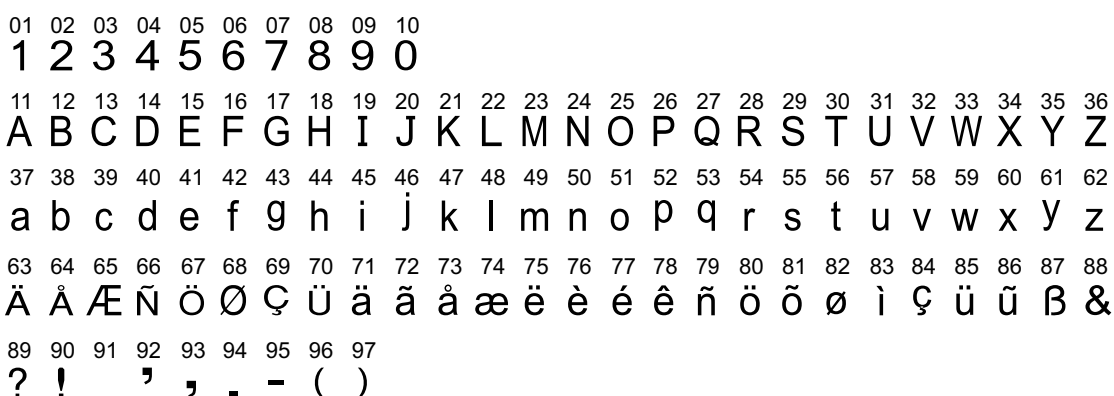 01 02 03 04 05 06 07 08 09 10
1 2 3 4 5 6 7 8 9 0
11 12 13 14 15 16 17 18 19 20 21 22 23 24 25 26 27 28 29 30 31 32 33 34 35 36
A B C D E F G H I J K L M N O P Q R S T U V W X Y Z
37 38 39 40 41 42 43 44 45 46 47 48 49 50 51 52 53 54 55 56 57 58 59 60 61 62
a b c d e f g h i j k l m n o p q r s t u v w x y z
63 64 65 66 67 68 69 70 71 72 73 74 75 76 77 78 79 80 81 82 83 84 85 86 87 88
Ä Å Æ Ñ Ö Ø Ç Ü ä ã å æ ë è é ê ñ ö õ ø ì ç ü ũ ß &
89 90 91 92 93 94 95 96 97
? ! ’ , . - ( )